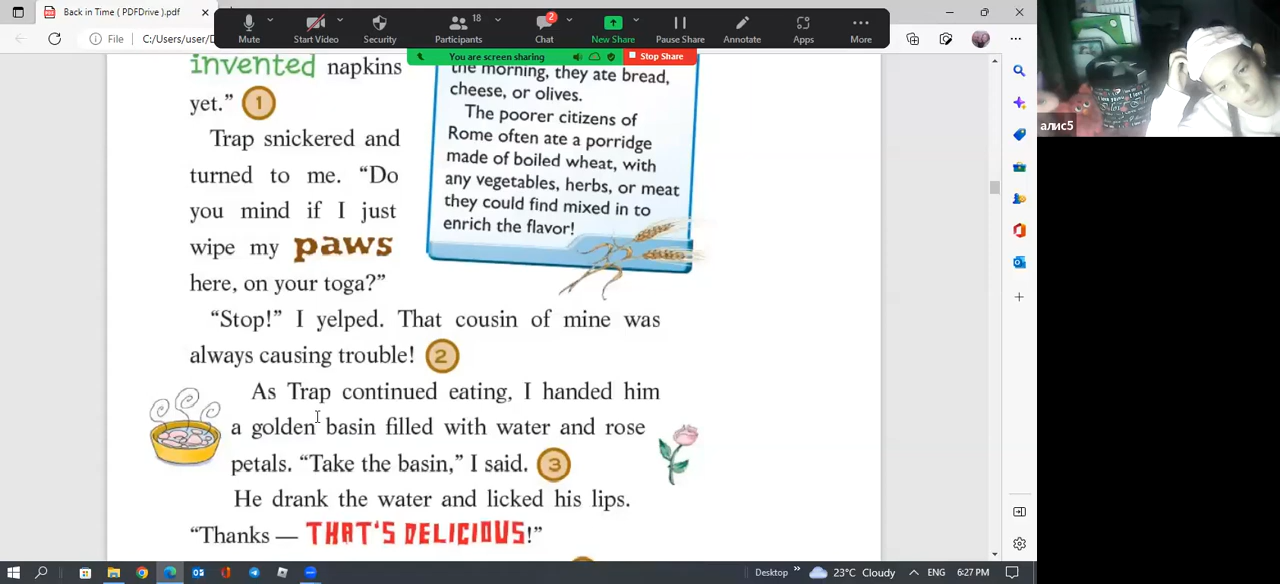 Back in Time ( PDFDrive ).pdf
File
C:/Users/user/D
Mute
Start Video
Security
18
Participants
2
Chat
New Share
Pause Share
Annotate
Apps
More
You are screen sharing
Stop Share
алис5
invented napkins
yet.” 1
Trap snickered and
turned to me. “Do
you mind if I just
wipe my paws
here, on your toga?”
the morning, they ate bread,
cheese, or olives.
The poorer citizens of
Rome often ate a porridge
made of boiled wheat, with
any vegetables, herbs, or meat
they could find mixed in to
enrich the flavor!
“Stop!” I yelped. That cousin of mine was
always causing trouble! 2
As Trap continued eating, I handed him
a golden basin filled with water and rose
petals. “Take the basin,” I said. 3
He drank the water and licked his lips.
“Thanks — THAT'S DELICIOUS!”
Desktop
23°C Cloudy
ENG
6:27 PM